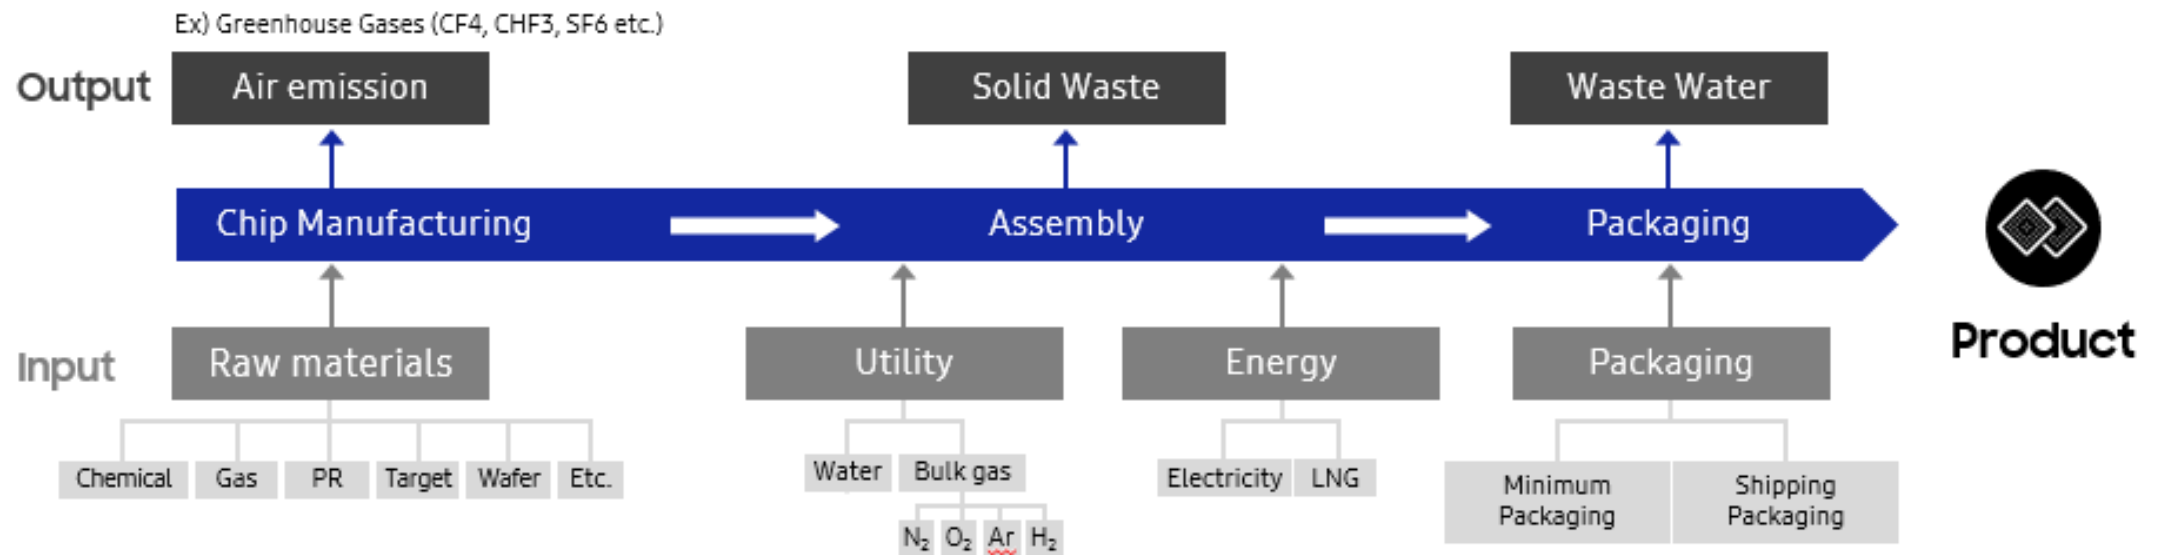 Ex) Greenhouse Gases (CF4, CHF3, SF6 etc.)
Output
Air emission
Solid Waste
Waste Water
Chip Manufacturing
Assembly
Packaging
Product
Input
Raw materials
Utility
Energy
Packaging
Chemical
Gas
PR
Target
Wafer
Etc.
Water
Bulk gas
Electricity
LNG
Minimum
Packaging
Shipping
Packaging
N₂
O₂
Ar
H₂